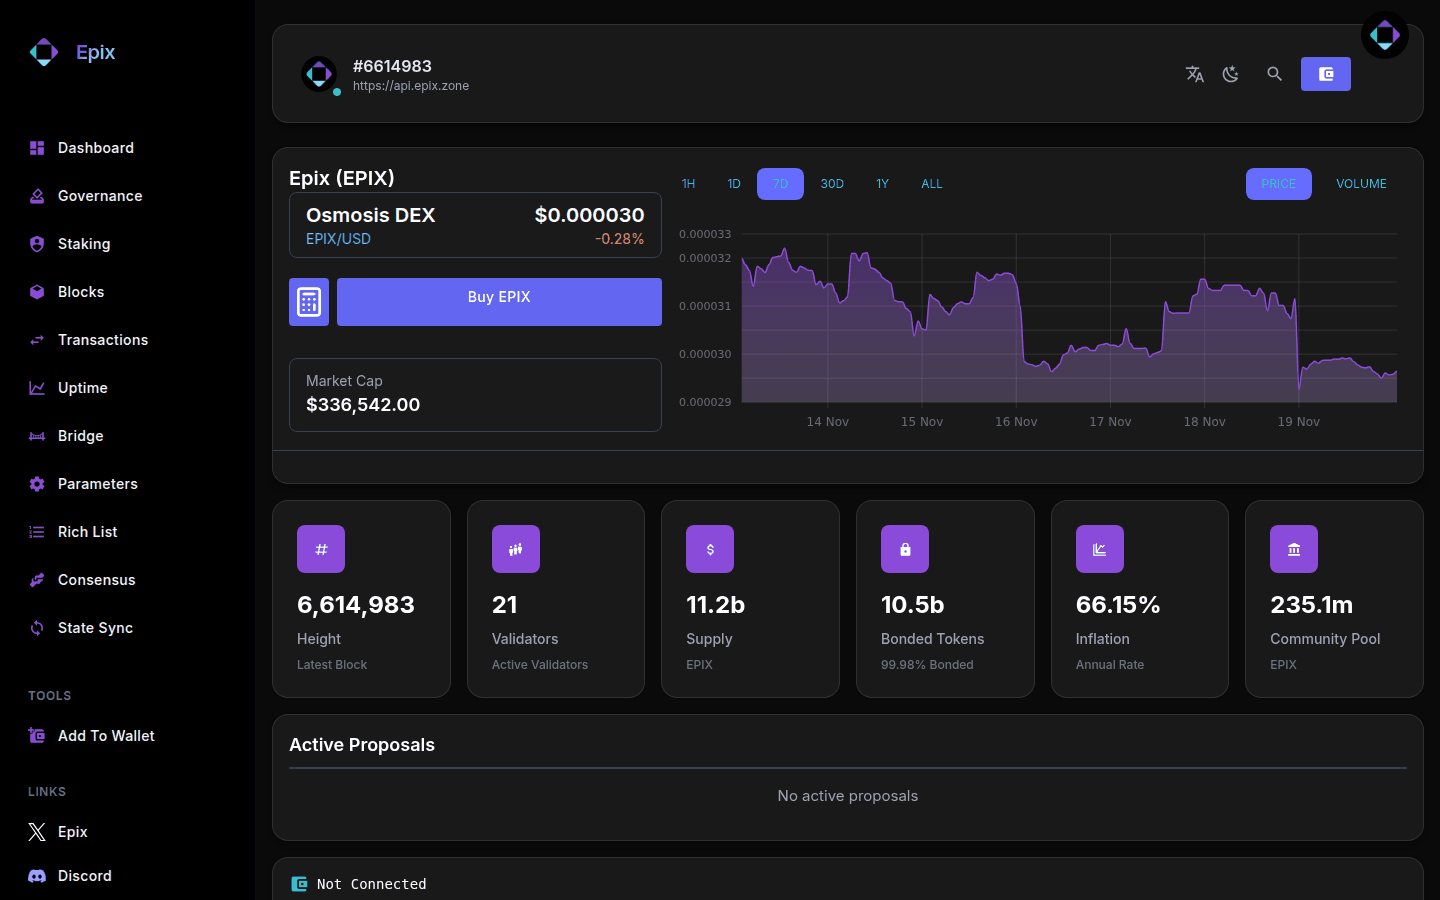 Epix
Dashboard
Governance
Staking
Blocks
Transactions
Uptime
Bridge
Parameters
Rich List
Consensus
State Sync
TOOLS
Add To Wallet
LINKS
Epix
Discord
#6614983
https://api.epix.zone
Epix (EPIX)
Osmosis DEX $0.000030
EPIX/USD -0.28%
Buy EPIX
Market Cap
$336,542.00
1H 1D 7D 30D 1Y ALL PRICE VOLUME
0.000033
0.000032
0.000031
0.000030
0.000029
14 Nov 15 Nov 16 Nov 17 Nov 18 Nov 19 Nov
6,614,983
Height
Latest Block
21
Validators
Active Validators
11.2b
Supply
EPIX
10.5b
Bonded Tokens
99.98% Bonded
66.15%
Inflation
Annual Rate
235.1m
Community Pool
EPIX
Active Proposals
No active proposals
Not Connected